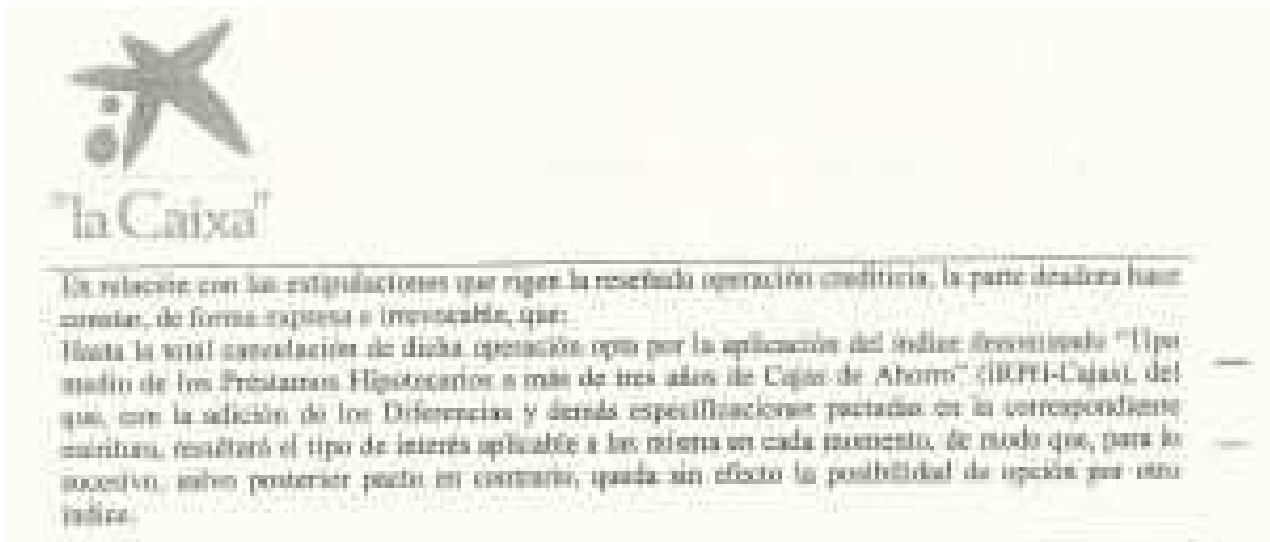 "la Caixa"
En relación con las estipulaciones que rigen la reseñada operación crediticia, la parte deudora hace
constar, de forma expresa e irrevocable, que:
Hasta la total cancelación de dicha operación opta por la aplicación del índice denominado "Tipo
medio de los Préstamos Hipotecarios a más de tres años de Cajas de Ahorro" (IRPH-Cajas), del
que, con la adición de los Diferencias y demás especificaciones pactadas en la correspondiente
escritura, resultará el tipo de interés aplicable a las misma en cada momento, de modo que, para lo
sucesivo, salvo posterior pacto en contrario, queda sin efecto la posibilidad de opción por otro
índice.